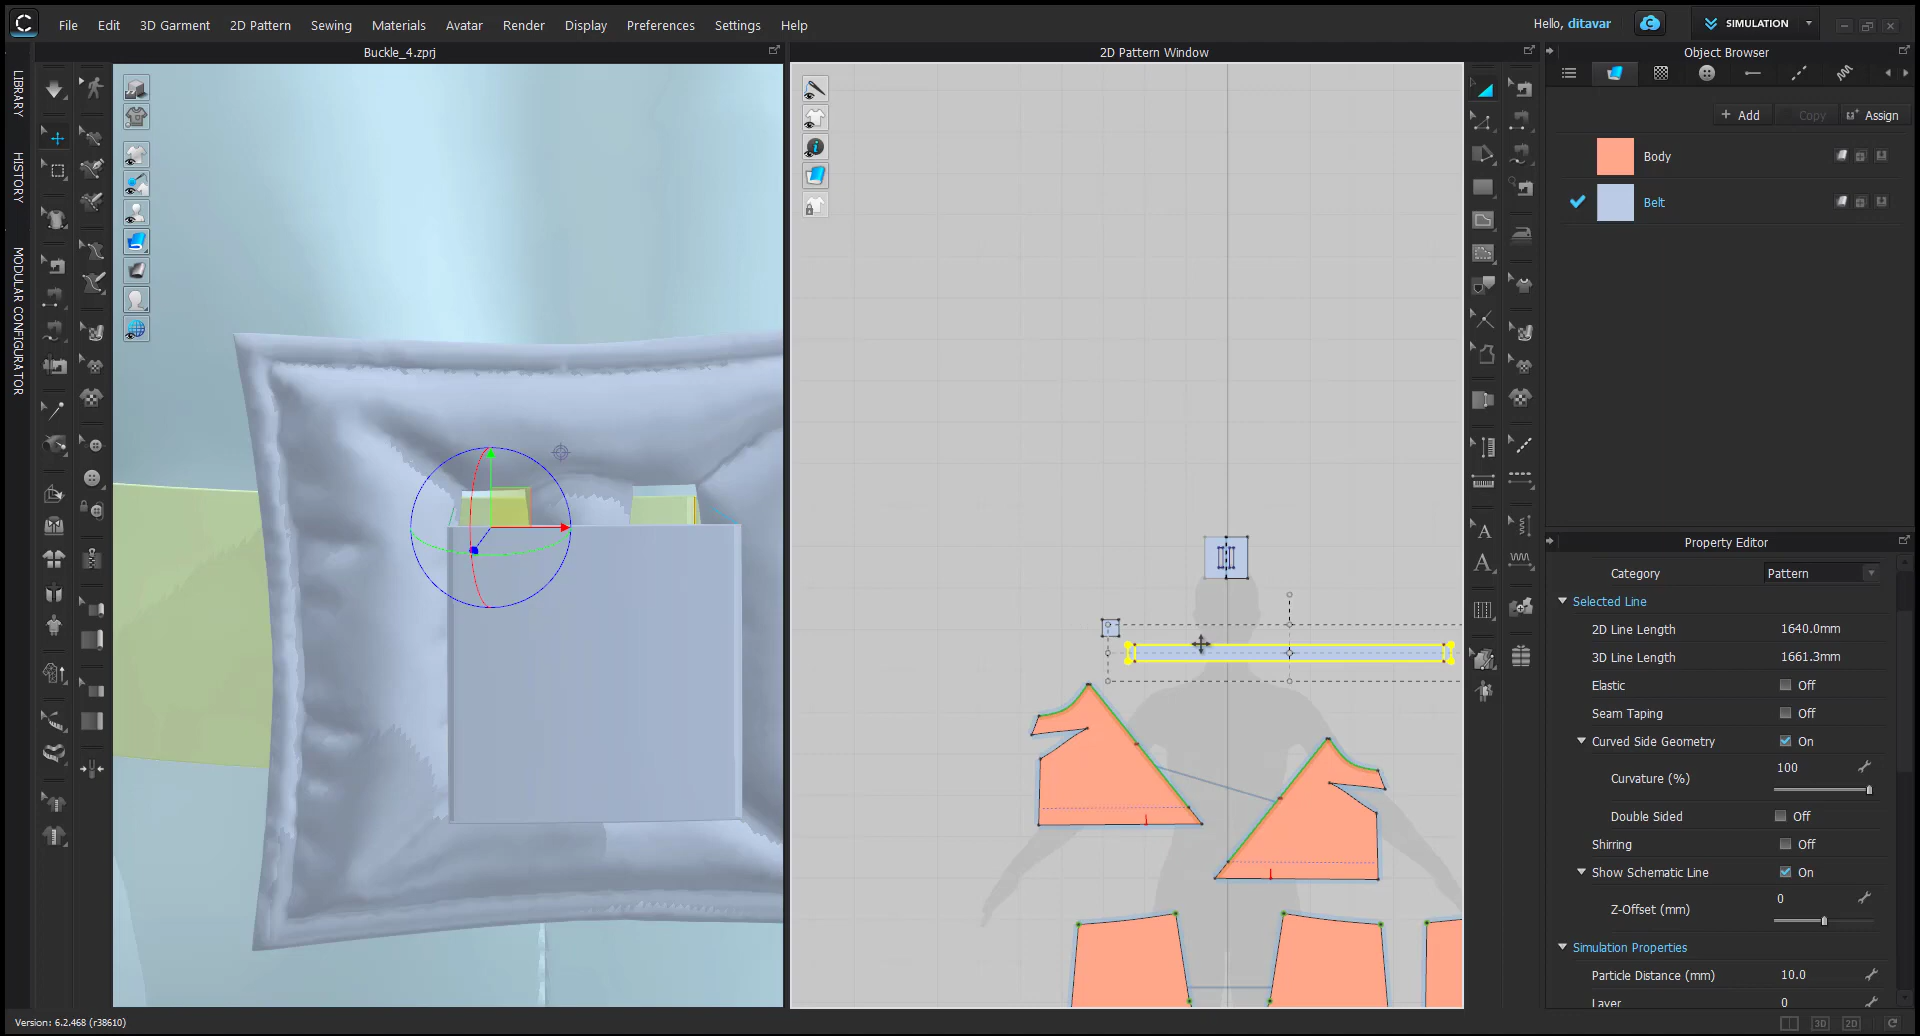 File Edit 3D Garment 2D Pattern Sewing Materials Avatar Render Display Preferences Settings Help
Hello, ditavar
SIMULATION
Buckle_4.zprj
2D Pattern Window
Object Browser
LIBRARY
HISTORY
MODULAR CONFIGURATOR
+ Add
Copy
Assign
Body
Belt
Property Editor
Category Pattern
Selected Line
2D Line Length 1640.0mm
3D Line Length 1661.3mm
Elastic Off
Seam Taping Off
Curved Side Geometry On
Curvature (%) 100
Double Sided Off
Shirring Off
Show Schematic Line On
Z-Offset (mm) 0
Simulation Properties
Particle Distance (mm) 10.0
Layer 0
A
A
Version: 6.2.468 (r38610)
3D
2D